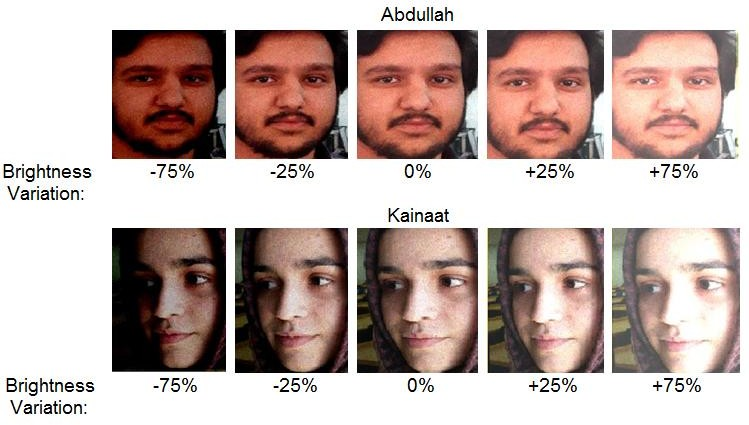 Abdullah
Brightness
Variation:
-75% -25% 0% +25% +75%
Kainaat
Brightness
Variation:
-75% -25% 0% +25% +75%